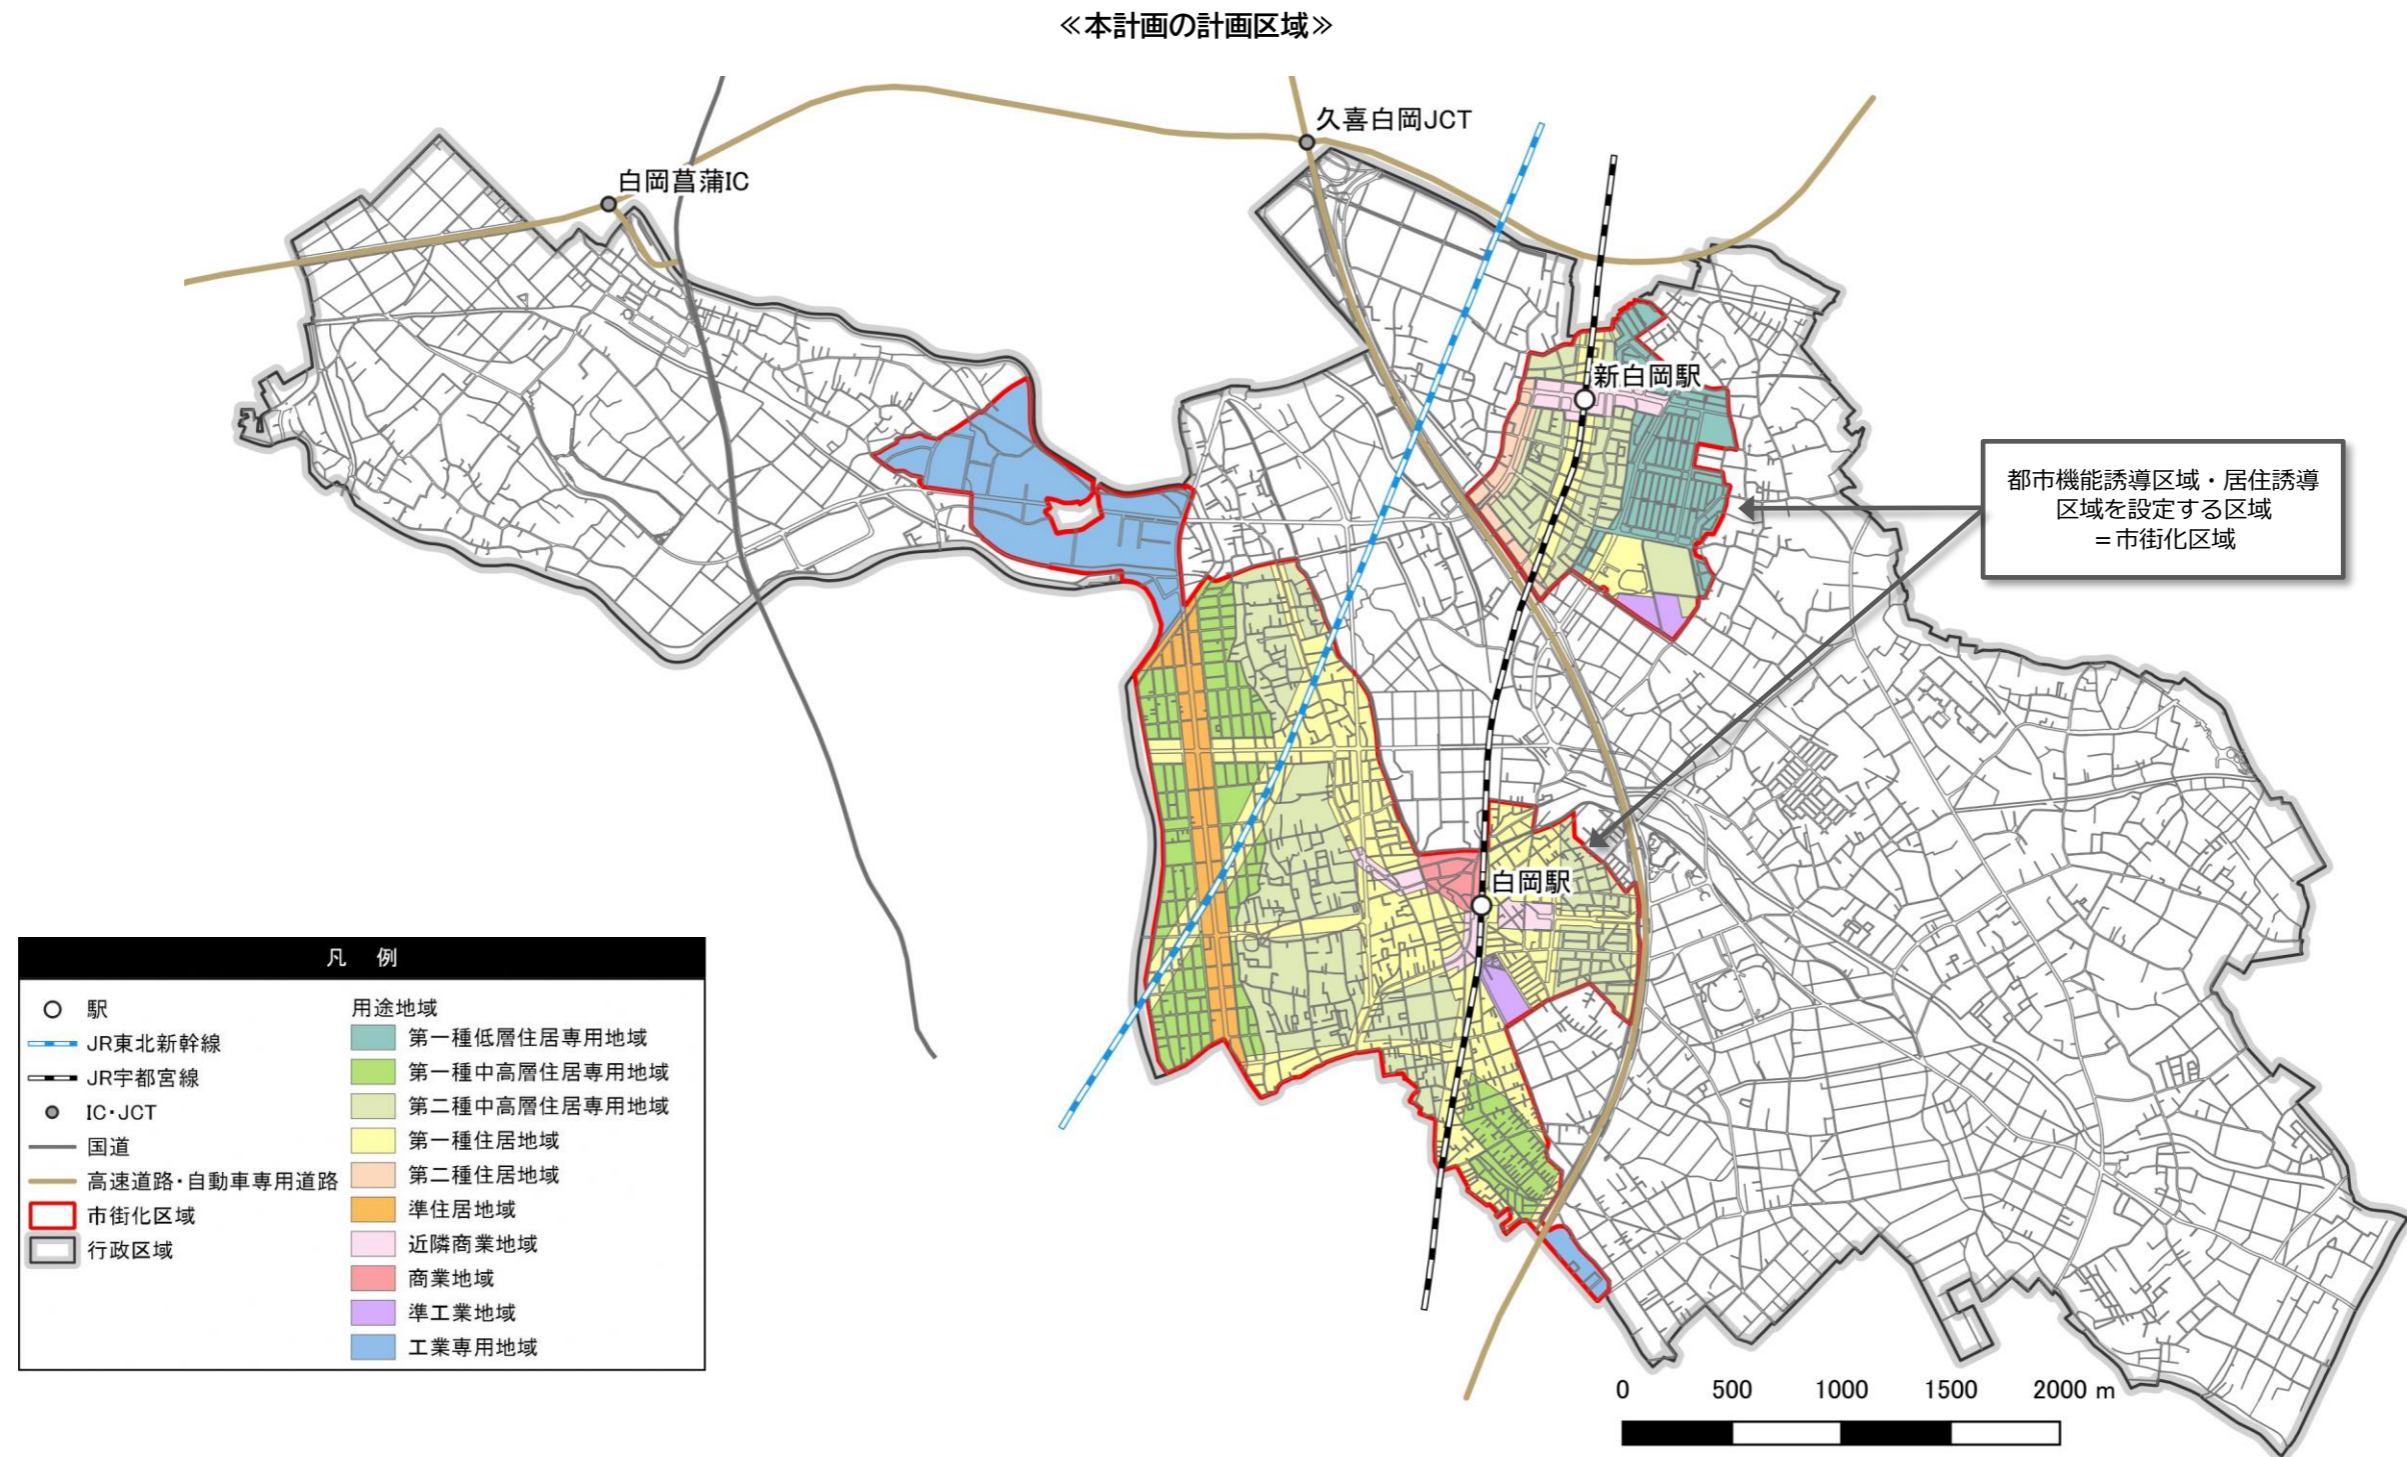 ≪本計画の計画区域≫
久喜白岡JCT
白岡菖蒲IC
新白岡駅
都市機能誘導区域・居住誘導
区域を設定する区域
＝市街化区域
白岡駅
凡 例
駅
JR東北新幹線
JR宇都宮線
IC・JCT
国道
高速道路・自動車専用道路
市街化区域
行政区域
用途地域
第一種低層住居専用地域
第一種中高層住居専用地域
第二種中高層住居専用地域
第一種住居地域
第二種住居地域
準住居地域
近隣商業地域
商業地域
準工業地域
工業専用地域
0 500 1000 1500 2000 m